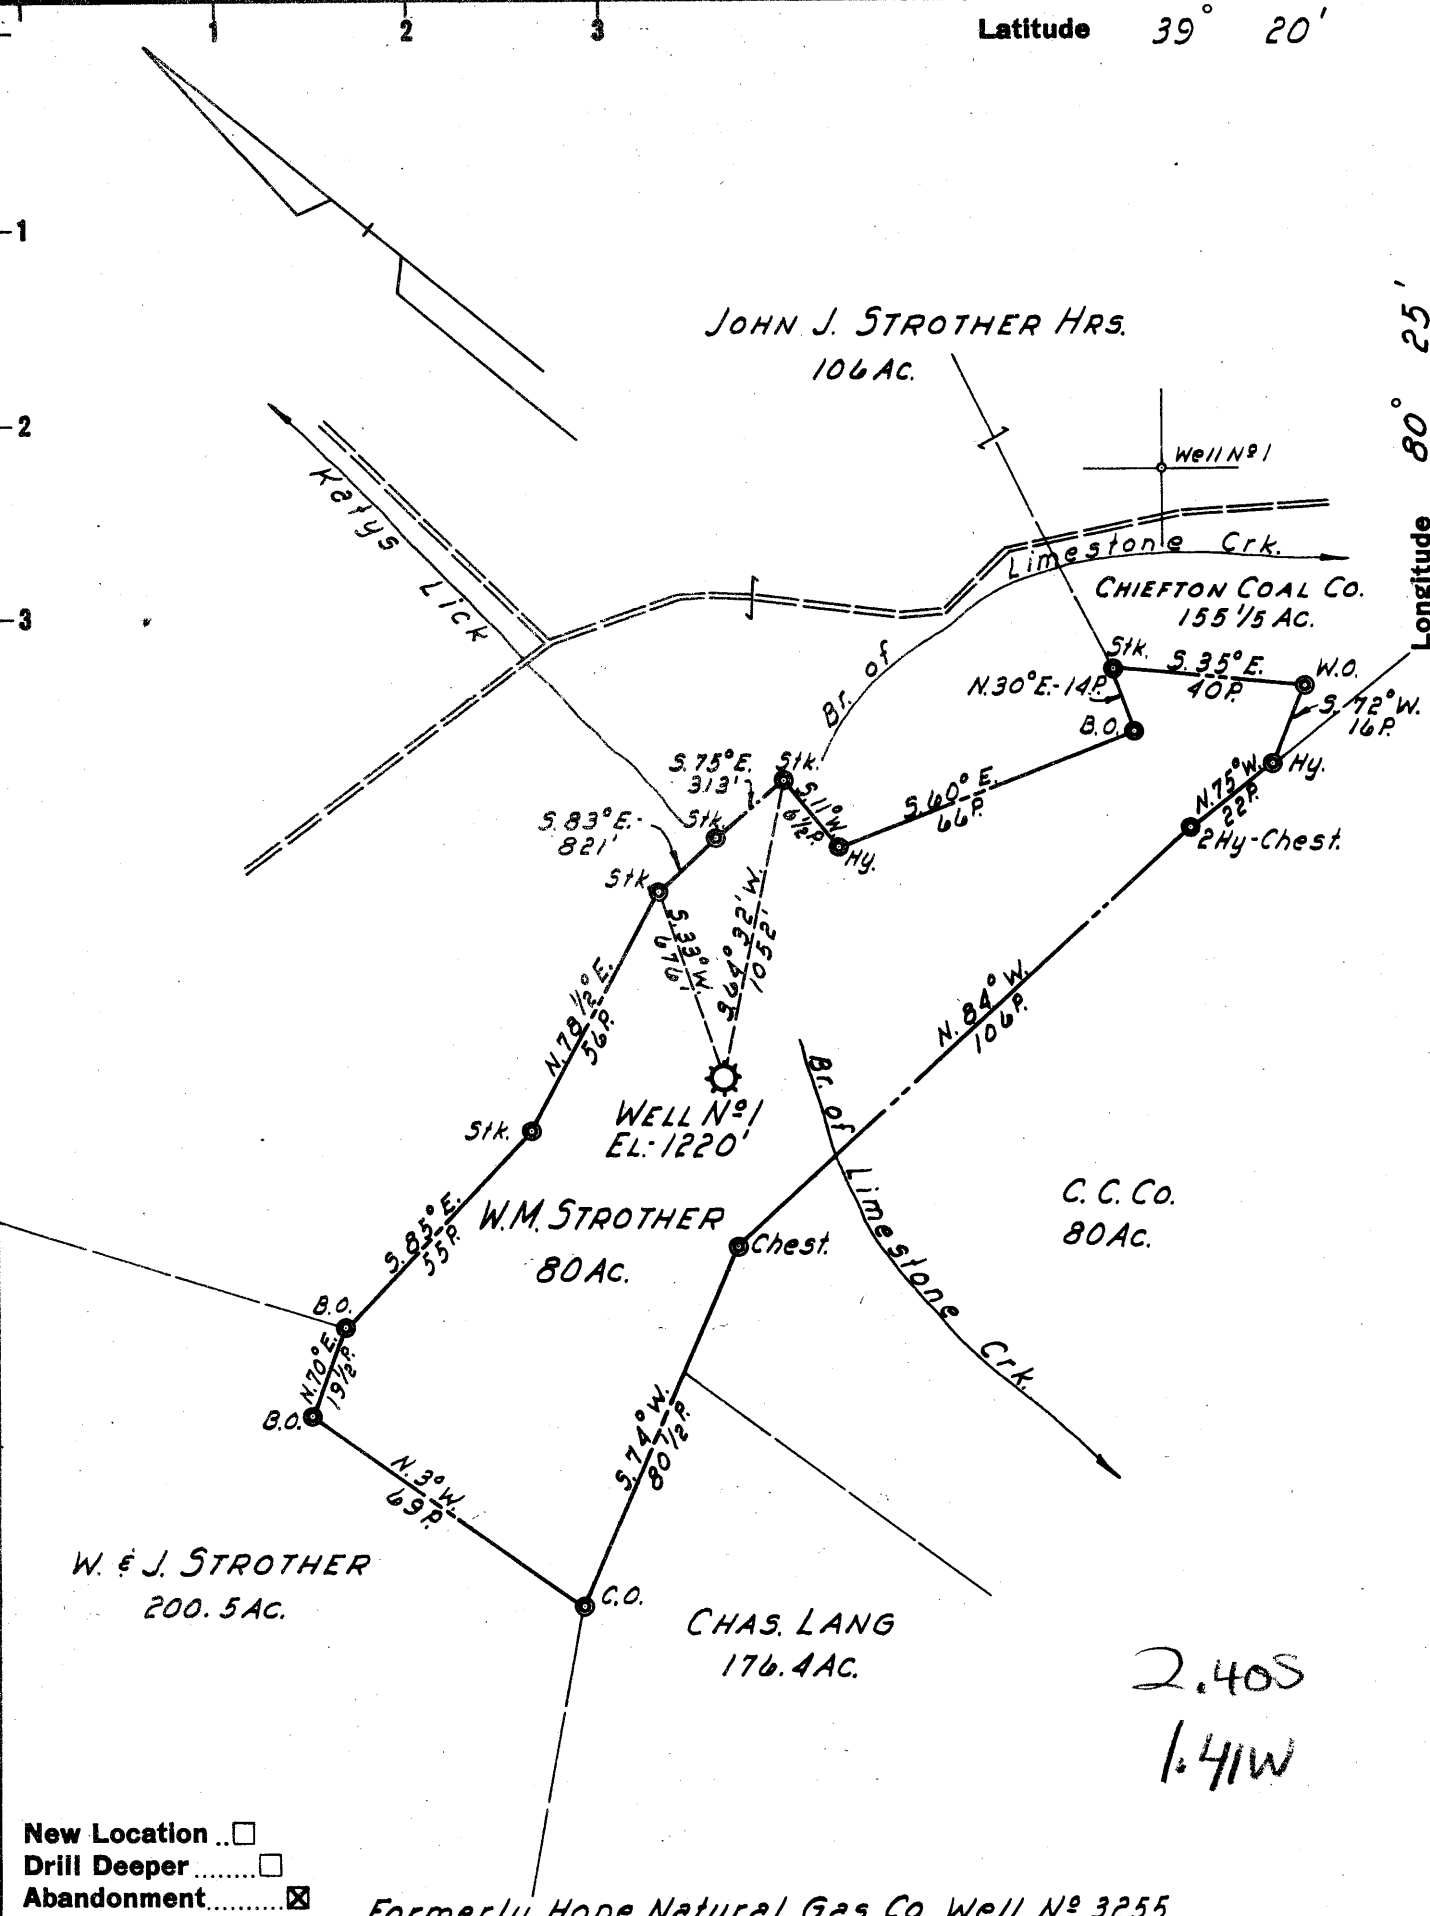 1 2 3
Latitude 39° 20'
1
2
3
Longitude 80° 25'
JOHN J. STROTHER HRS.
106 AC.
Well Nº 1
Katys Lick
Br. of Limestone Crk.
CHIEFTON COAL CO.
155 1/5 AC.
Stk.
S. 35° E.
40 P.
W.O.
N. 30° E. - 14 P.
S. 72° W.
16 P.
B.O.
Hy.
S. 75° E.
313'
Stk.
N. 75° W.
22 P.
S. 60° E.
66 P.
S. 11° W.
6 1/2 P.
S. 83° E. -
821'
Stk.
2 Hy-Chest.
Hy.
Stk.
S. 33° W.
676'
S. 64° 32' W.
1052'
N. 78 1/2° E.
56 P.
N. 84° W.
106 P.
Stk.
WELL Nº 1
EL: 1220'
Br. of Limestone Crk.
C. C. CO.
80 AC.
S. 85° E.
55 P.
W.M. STROTHER
80 AC.
Chest.
B.O.
N. 70° E.
19 1/2 P.
B.O.
S. 74° W.
80 1/2 P.
N. 3° W.
69 P.
W. & J. STROTHER
200.5 AC.
C.O.
CHAS. LANG
176.4 AC.
2.40S
1.41W
New Location ..
Drill Deeper ........
Abandonment ..........
Formerly Hope Natural Gas Co. Well Nº 3255